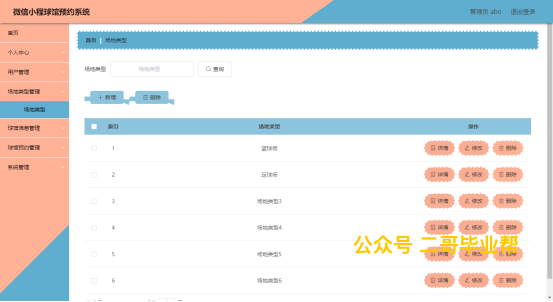 微信小程球馆预约系统
管理员 abo 退出登录
首页
个人中心
用户管理
场地类型管理
场地类型
球馆信息管理
球馆预约管理
系统管理
首页 场地类型
场地类型 场地类型 查询
新增 删除
索引 场地类型 操作
1 篮球场 详情 修改 删除
2 足球场 详情 修改 删除
3 场地类型3 详情 修改 删除
4 场地类型4 详情 修改 删除
5 场地类型5 详情 修改 删除
6 场地类型6 详情 修改 删除
公众号 二哥毕业帮